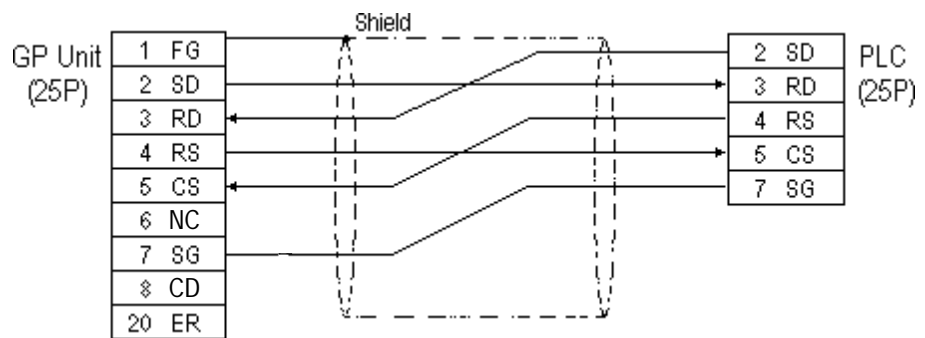 Shield
GP Unit
(25P)
1 FG
2 SD
3 RD
4 RS
5 CS
6 NC
7 SG
8 CD
20 ER
2 SD
3 RD
4 RS
5 CS
7 SG
PLC
(25P)